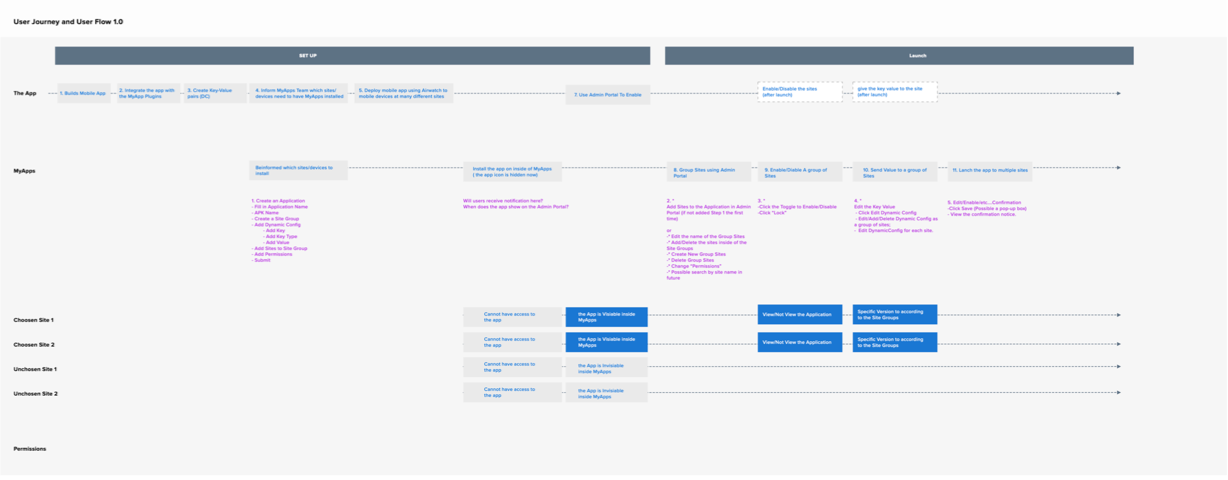 User Journey and User Flow 1.0
SET UP
Launch
The App
1. Builds Mobile App
2. Integrate the app with
the MyApp Plugins
3. Create Key-Value
pairs (DC)
4. Inform MyApps Team which sites/
devices need to have MyApps installed
5. Deploy mobile app using Airwatch to
mobile devices at many different sites
7. Use Admin Portal To Enable
Enable/Disable the sites
(after launch)
give the key value to the site
(after launch)
MyApps
Beinformed which sites/devices to
install
Install the app on inside of MyApps
( the app icon is hidden now)
8. Group Sites using Admin
Portal
9. Enable/Disable A group of
Sites
10. Send Value to a group of
Sites
11. Lanch the app to multiple sites
1. Create an Application
- Fill in Application Name
- APK Name
- Create a Site Group
- Add Dynamic Config
- Add Key
- Add Key Type
- Add Value
- Add Sites to Site Group
- Add Permissions
- Submit
Will users receive notification here?
When does the app show on the Admin Portal?
2. *
Add Sites to the Application in Admin
Portal (if not added Step 1 the first
time)
or
-* Edit the name of the Group Sites
-* Add/Delete the sites inside of the
Site Groups
-* Create New Group Sites
-* Delete Group Sites
-* Change "Permissions"
-* Possible search by site name in
future
3. *
-Click the Toggle to Enable/Disable
-Click "Lock"
4. *
Edit the Key Value
- Click Edit Dynamic Config
- Edit/Add/Delete Dynamic Config as
a group of sites;
- Edit DynamicConfig for each site.
5. Edit/Enable/etc...Confirmation
-Click Save (Possible a pop-up box)
- View the confirmation notice.
Choosen Site 1
Cannot have access to
the app
the App is Visiable inside
MyApps
View/Not View the Application
Specific Version to according
to the Site Groups
Choosen Site 2
Cannot have access to
the app
the App is Visiable inside
MyApps
View/Not View the Application
Specific Version to according
to the Site Groups
Unchosen Site 1
Cannot have access to
the app
the App is Invisiable
inside MyApps
Unchosen Site 2
Cannot have access to
the app
the App is Invisiable
inside MyApps
Permissions